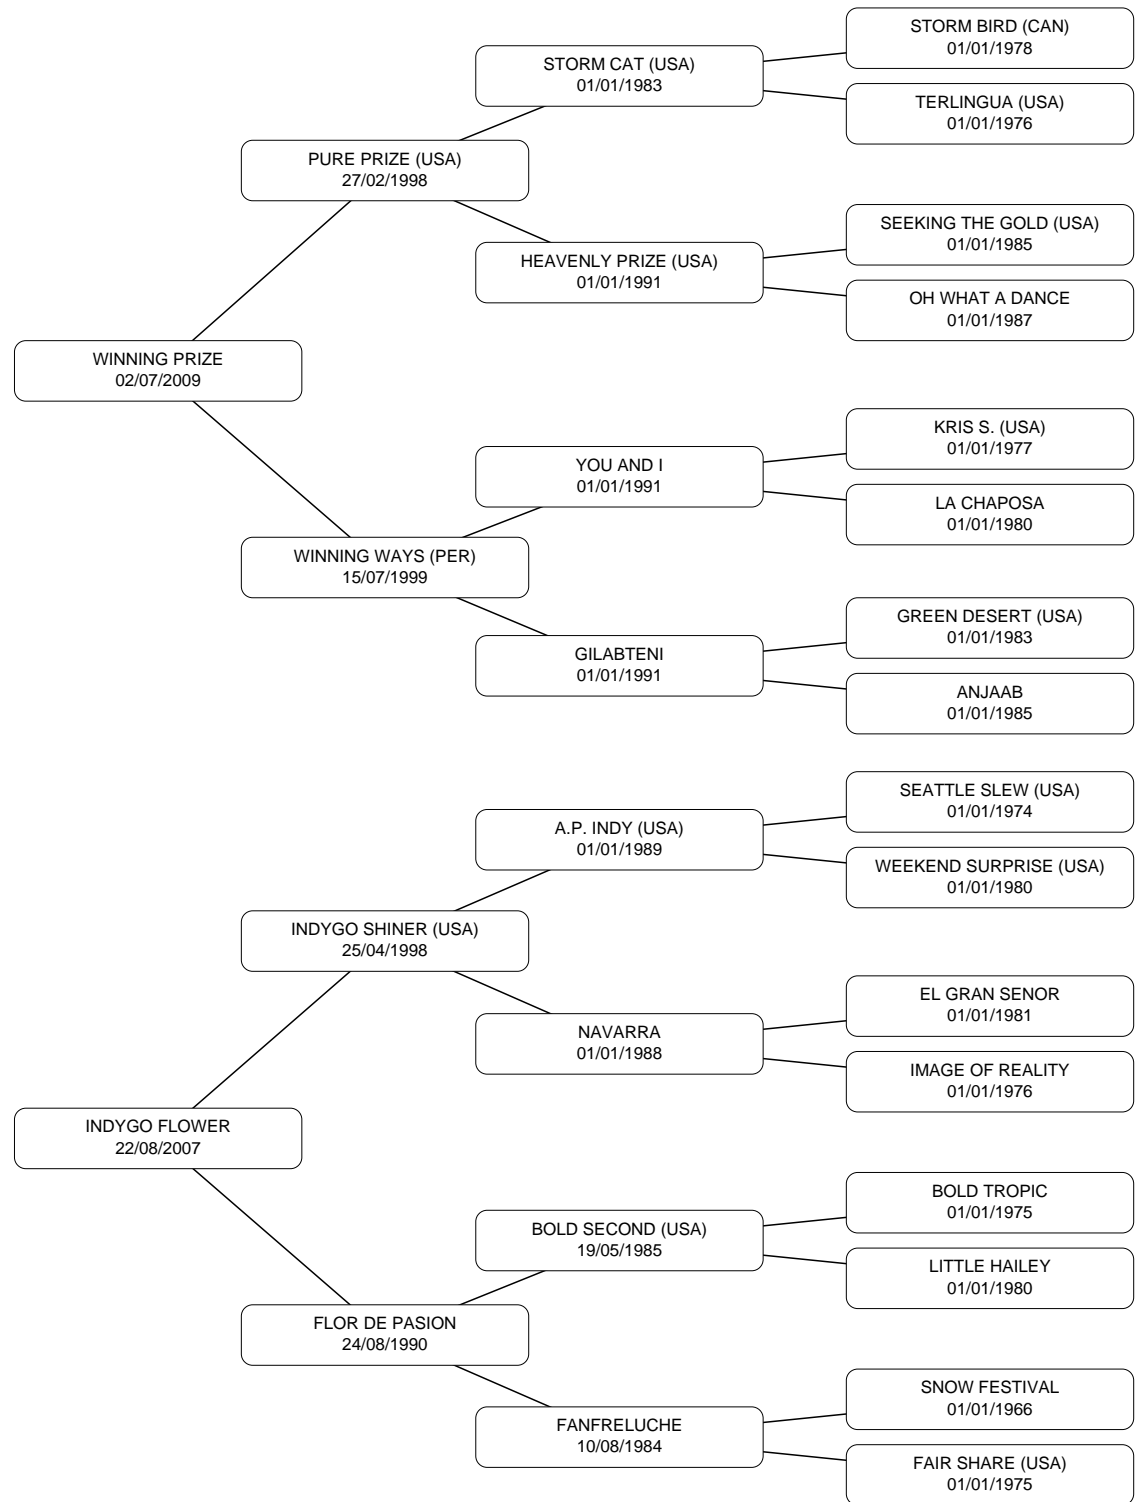 STORM BIRD (CAN)
01/01/1978
STORM CAT (USA)
01/01/1983
TERLINGUA (USA)
01/01/1976
PURE PRIZE (USA)
27/02/1998
SEEKING THE GOLD (USA)
01/01/1985
HEAVENLY PRIZE (USA)
01/01/1991
OH WHAT A DANCE
01/01/1987
WINNING PRIZE
02/07/2009
KRIS S. (USA)
01/01/1977
YOU AND I
01/01/1991
LA CHAPOSA
01/01/1980
WINNING WAYS (PER)
15/07/1999
GREEN DESERT (USA)
01/01/1983
GILABTENI
01/01/1991
ANJAAB
01/01/1985
SEATTLE SLEW (USA)
01/01/1974
A.P. INDY (USA)
01/01/1989
WEEKEND SURPRISE (USA)
01/01/1980
INDYGO SHINER (USA)
25/04/1998
EL GRAN SENOR
01/01/1981
NAVARRA
01/01/1988
IMAGE OF REALITY
01/01/1976
INDYGO FLOWER
22/08/2007
BOLD TROPIC
01/01/1975
BOLD SECOND (USA)
19/05/1985
LITTLE HAILEY
01/01/1980
FLOR DE PASION
24/08/1990
SNOW FESTIVAL
01/01/1966
FANFRELUCHE
10/08/1984
FAIR SHARE (USA)
01/01/1975